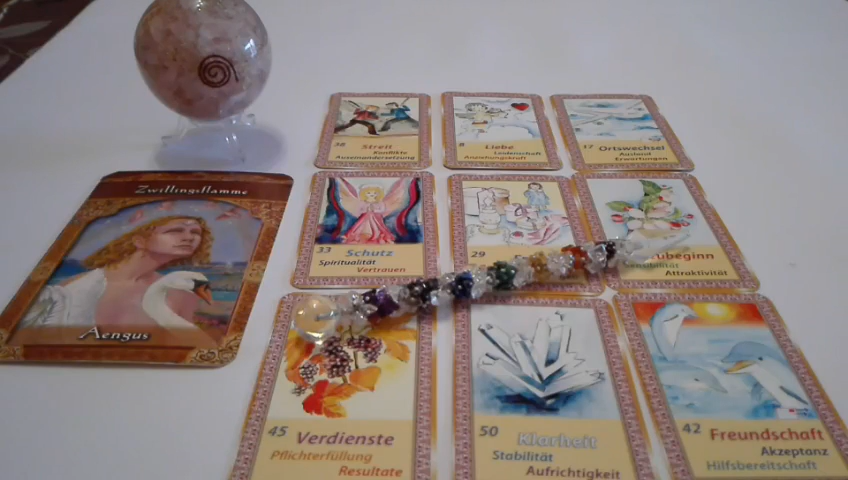 Zwillingsflamme
Aengus
38 Streit
Konflikte
Auseinandersetzung
8 Liebe
Leidenschaft
Anziehungskraft
17 Ortswechsel
Ausland
Erwartungen
33 Schutz
Spiritualität
Vertrauen
29
Attraktivität
45 Verdienste
Pflichterfüllung
Resultate
50 Klarheit
Stabilität
Aufrichtigkeit
42 Freundschaft
Akzeptanz
Hilfsbereitschaft